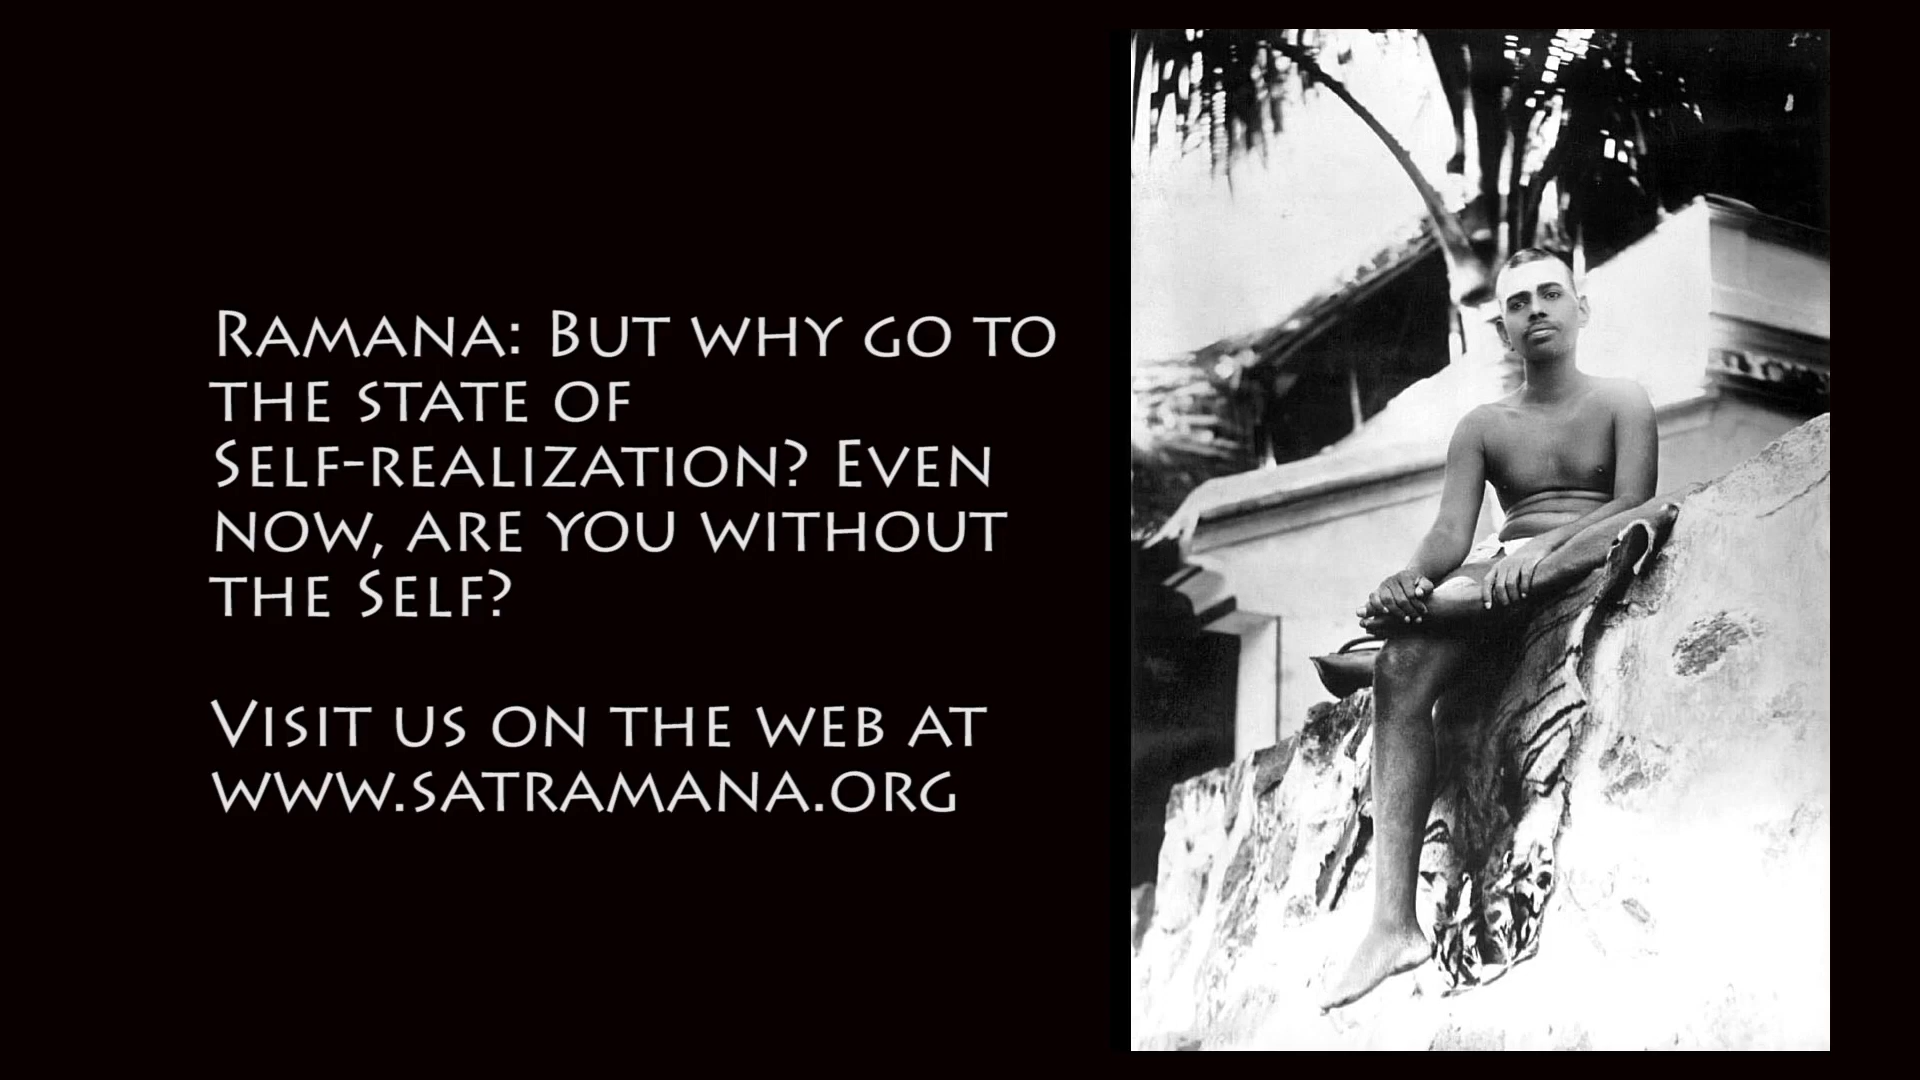 Ramana: But why go to
the state of
Self-realization? Even
now, are you without
the Self?
Visit us on the web at
www.satramana.org